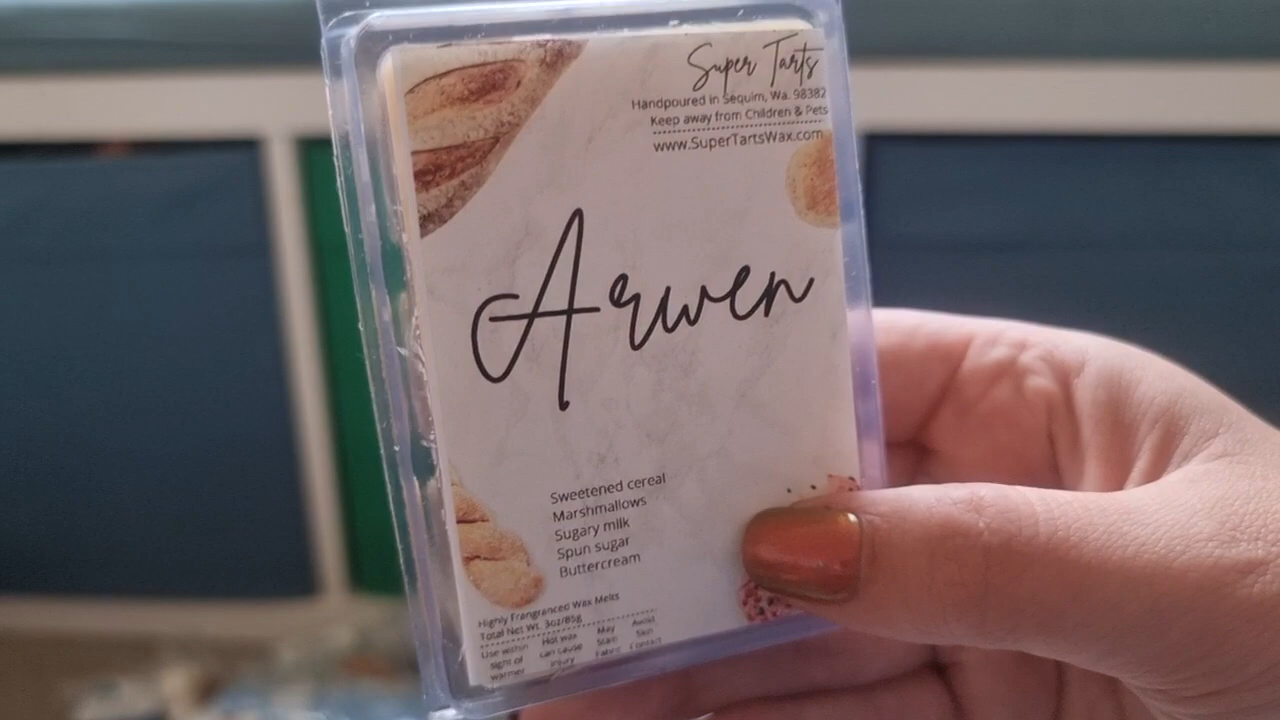 Super Tarts
Handpoured in Sequim, Wa. 98382
Keep away from Children & Pets
www.SuperTartsWax.com
Arwen
Sweetened cereal
Marshmallows
Sugary milk
Spun sugar
Buttercream
Highly Frangranced Wax Melts
Total Net Wt. 3oz/85g
Use within sight of warmer
Hot wax can cause injury
May Stain Fabric
Avoid Skin Contact